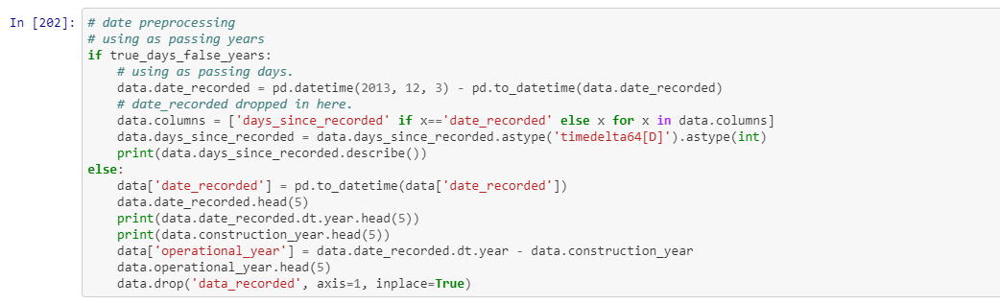 In [202]: # date preprocessing
# using as passing years
if true_days_false_years:
    # using as passing days.
    data.date_recorded = pd.datetime(2013, 12, 3) - pd.to_datetime(data.date_recorded)
    # date_recorded dropped in here.
    data.columns = ['days_since_recorded' if x=='date_recorded' else x for x in data.columns]
    data.days_since_recorded = data.days_since_recorded.astype('timedelta64[D]').astype(int)
    print(data.days_since_recorded.describe())
else:
    data['date_recorded'] = pd.to_datetime(data['date_recorded'])
    data.date_recorded.head(5)
    print(data.date_recorded.dt.year.head(5))
    print(data.construction_year.head(5))
    data['operational_year'] = data.date_recorded.dt.year - data.construction_year
    data.operational_year.head(5)
    data.drop('data_recorded', axis=1, inplace=True)